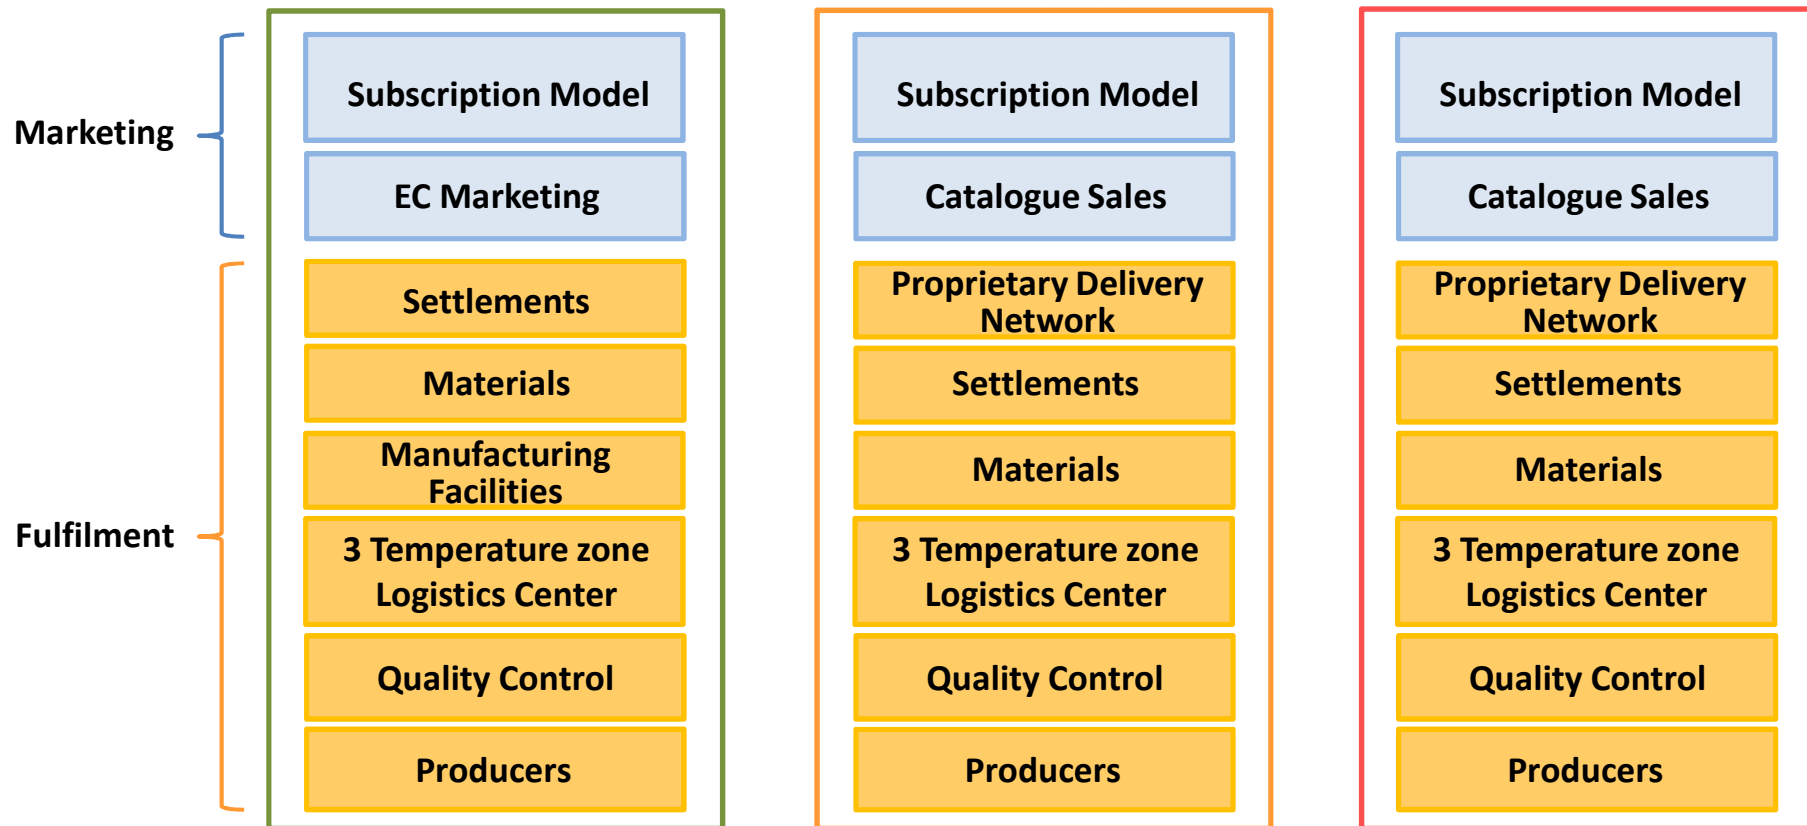 Marketing
Subscription Model
EC Marketing
Fulfilment
Settlements
Materials
Manufacturing
Facilities
3 Temperature zone
Logistics Center
Quality Control
Producers
Subscription Model
Catalogue Sales
Proprietary Delivery
Network
Settlements
Materials
3 Temperature zone
Logistics Center
Quality Control
Producers
Subscription Model
Catalogue Sales
Proprietary Delivery
Network
Settlements
Materials
3 Temperature zone
Logistics Center
Quality Control
Producers